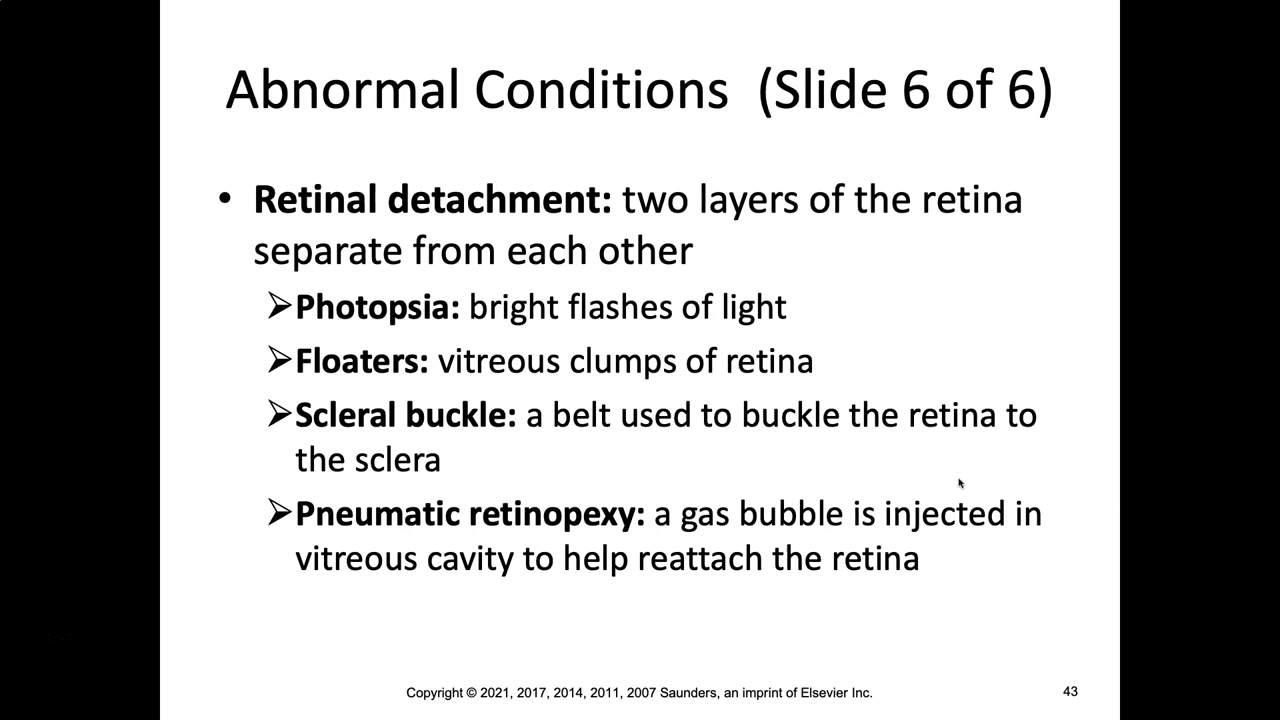 Abnormal Conditions (Slide 6 of 6)
• Retinal detachment: two layers of the retina
separate from each other
➢Photopsia: bright flashes of light
➢Floaters: vitreous clumps of retina
➢Scleral buckle: a belt used to buckle the retina to
the sclera
➢Pneumatic retinopexy: a gas bubble is injected in
vitreous cavity to help reattach the retina
Copyright © 2021, 2017, 2014, 2011, 2007 Saunders, an imprint of Elsevier Inc.
43